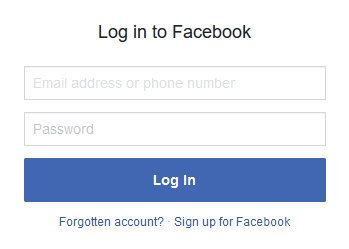 Log in to Facebook
Email address or phone number
Password
Log In
Forgotten account? · Sign up for Facebook